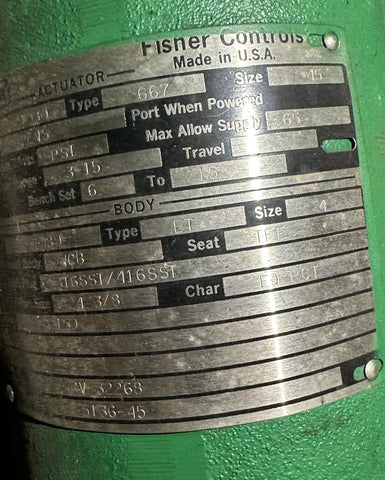 Fisher Controls
Made in U.S.A.
ACTUATOR
Type 667 Size 45
Port When Powered
PSI Max Allow Supply 65
3-15 Travel
Bench Set 6 To 15
BODY
Type ET Size 4
WCB Seat TFE
416SST/416SST
4 3/8 Char EQ PCT
150
32268
5136-45